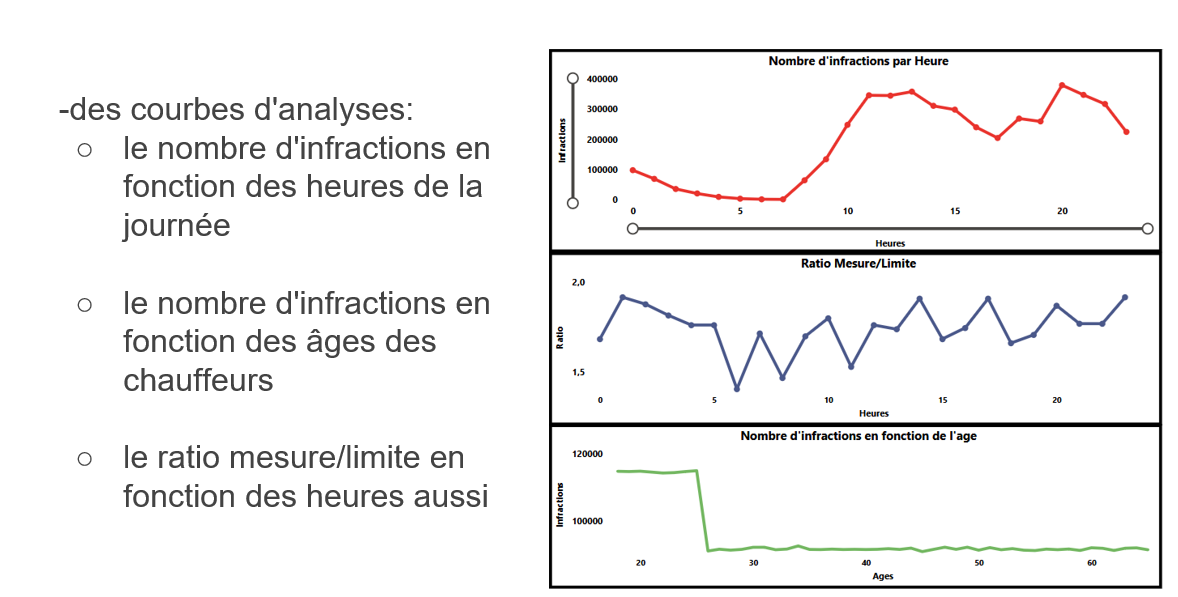 -des courbes d'analyses:
○ le nombre d'infractions en
fonction des heures de la
journée
○ le nombre d'infractions en
fonction des âges des
chauffeurs
○ le ratio mesure/limite en
fonction des heures aussi
Nombre d'infractions par Heure
400000
300000
200000
100000
0
Infractions
0 5 10 15 20
Heures
Ratio Mesure/Limite
2,0
1,5
Ratio
0 5 10 15 20
Heures
Nombre d'infractions en fonction de l'age
120000
100000
Infractions
20 30 40 50 60
Ages